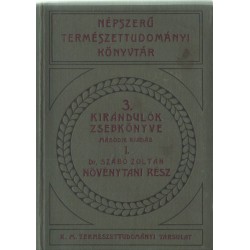 NÉPSZERŰ
TERMÉSZETTUDOMÁNYI
KÖNYVTÁR
3.
KIRÁNDULÓK
ZSEBKÖNYVE
MÁSODIK KIADÁS
I.
Dr. SZABÓ ZOLTÁN
NÖVÉNYTANI RÉSZ
K. M. TERMÉSZETTUDOMÁNYI TÁRSULAT